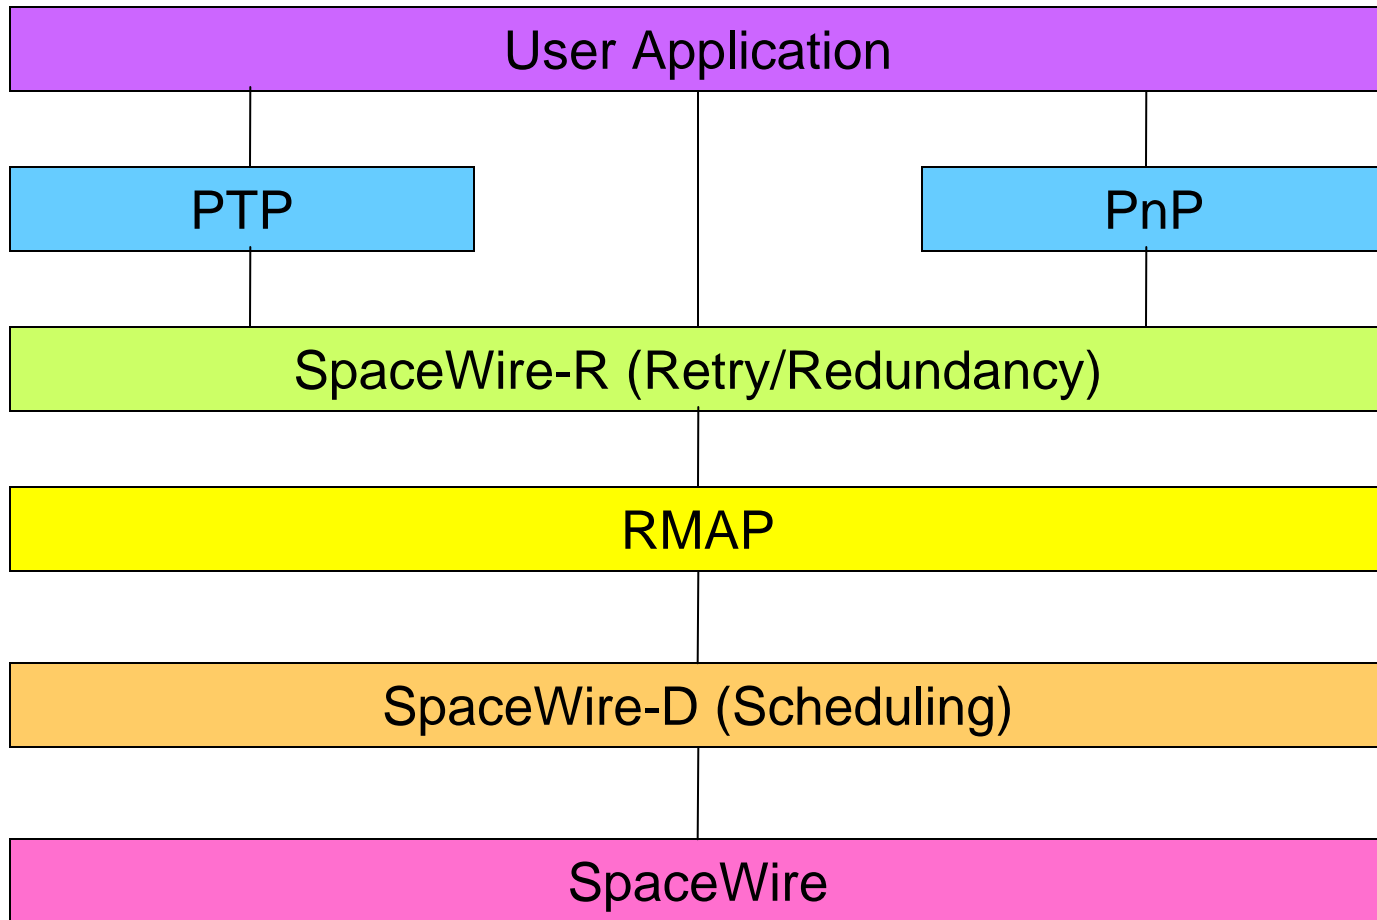 User Application
PTP
PnP
SpaceWire-R (Retry/Redundancy)
RMAP
SpaceWire-D (Scheduling)
SpaceWire